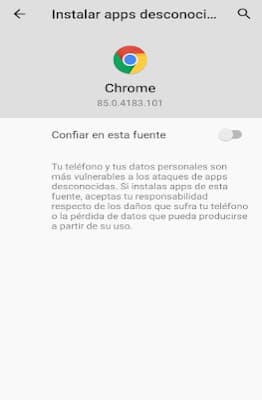 Instalar apps desconoci...
Chrome
85.0.4183.101
Confiar en esta fuente
Tu teléfono y tus datos personales son
más vulnerables a los ataques de apps
desconocidas. Si instalas apps de esta
fuente, aceptas tu responsabilidad
respecto de los daños que sufra tu teléfono
o la pérdida de datos que pueda producirse
a partir de su uso.